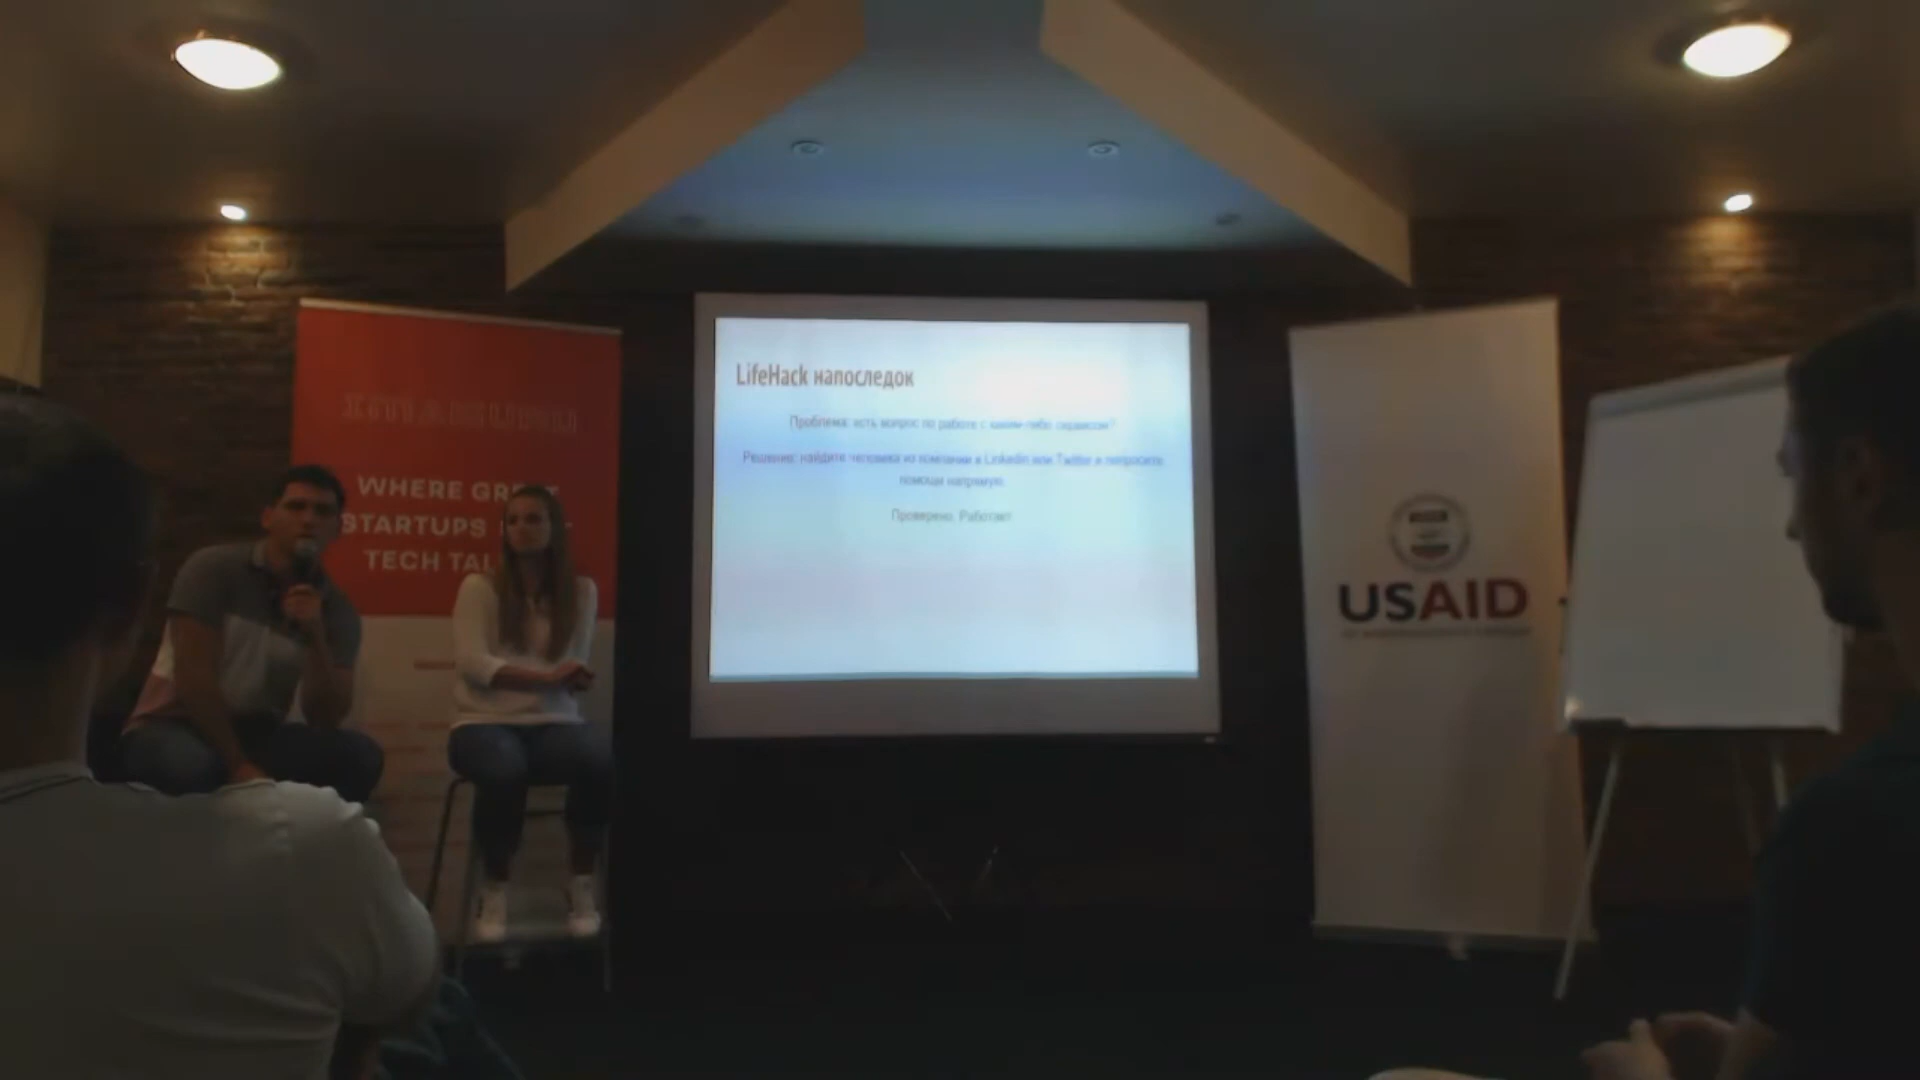 WHERE GRE T
STARTUPS
TECH TAL
LifeHack напоследок
Проблема: есть вопрос по работе с каким-либо сервисом?
Решение: найдите человека из компании в LinkedIn или Twitter и попросите
помощи напрямую.
Проверено. Работает
USAID